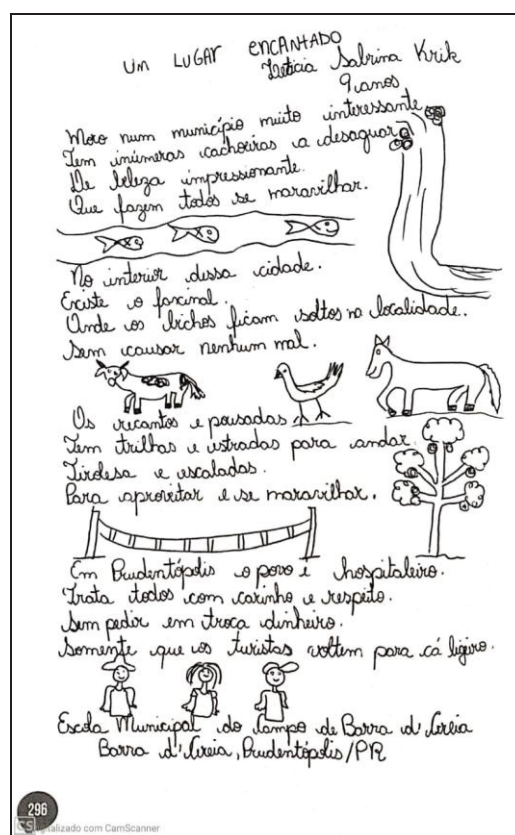 UM LUGAR ENCANTADO
Letícia Sabrina Krik
9 anos
Moro num município muito interessante
Tem inúmeras cachoeiras a desaguar
De beleza impressionante.
Que fazem todos se maravilhar.
No interior dessa cidade.
Existe o faxinal.
Onde os bichos ficam soltos na localidade.
Sem causar nenhum mal.
Os recantos e pousadas
Tem trilhas e estradas para andar.
Tirolesa e escaladas.
Para aproveitar e se maravilhar.
Em Prudentópolis o povo é hospitaleiro.
Trata todos com carinho e respeito.
Sem pedir em troca dinheiro.
Somente que os turistas voltem para cá ligeiro.
Escola Municipal do Campo de Barra d'Areia
Barra d'Areia, Prudentópolis/PR
296
CS Digitalizado com CamScanner